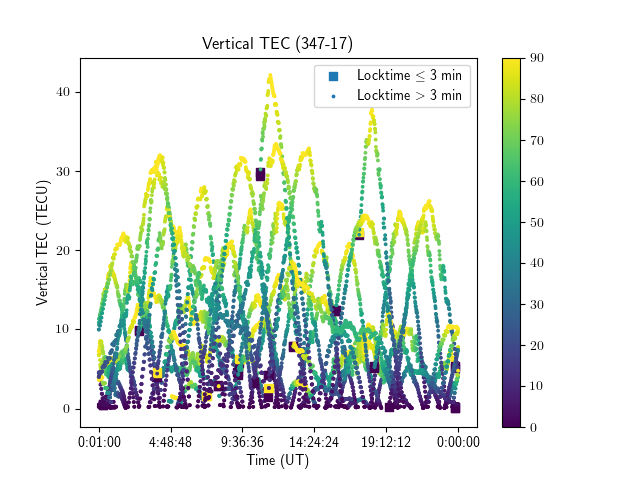 Vertical TEC (347-17)
Locktime ≤ 3 min
Locktime > 3 min
Vertical TEC (TECU)
40
30
20
10
0
0:01:00 4:48:48 9:36:36 14:24:24 19:12:12 0:00:00
Time (UT)
90
80
70
60
50
40
30
20
10
0